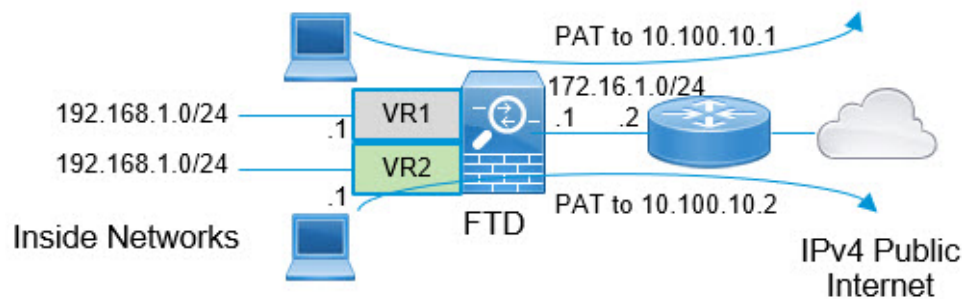 PAT to 10.100.10.1
172.16.1.0/24
192.168.1.0/24
.1
VR1
.1
.2
192.168.1.0/24
VR2
.1
PAT to 10.100.10.2
FTD
Inside Networks
IPv4 Public
Internet